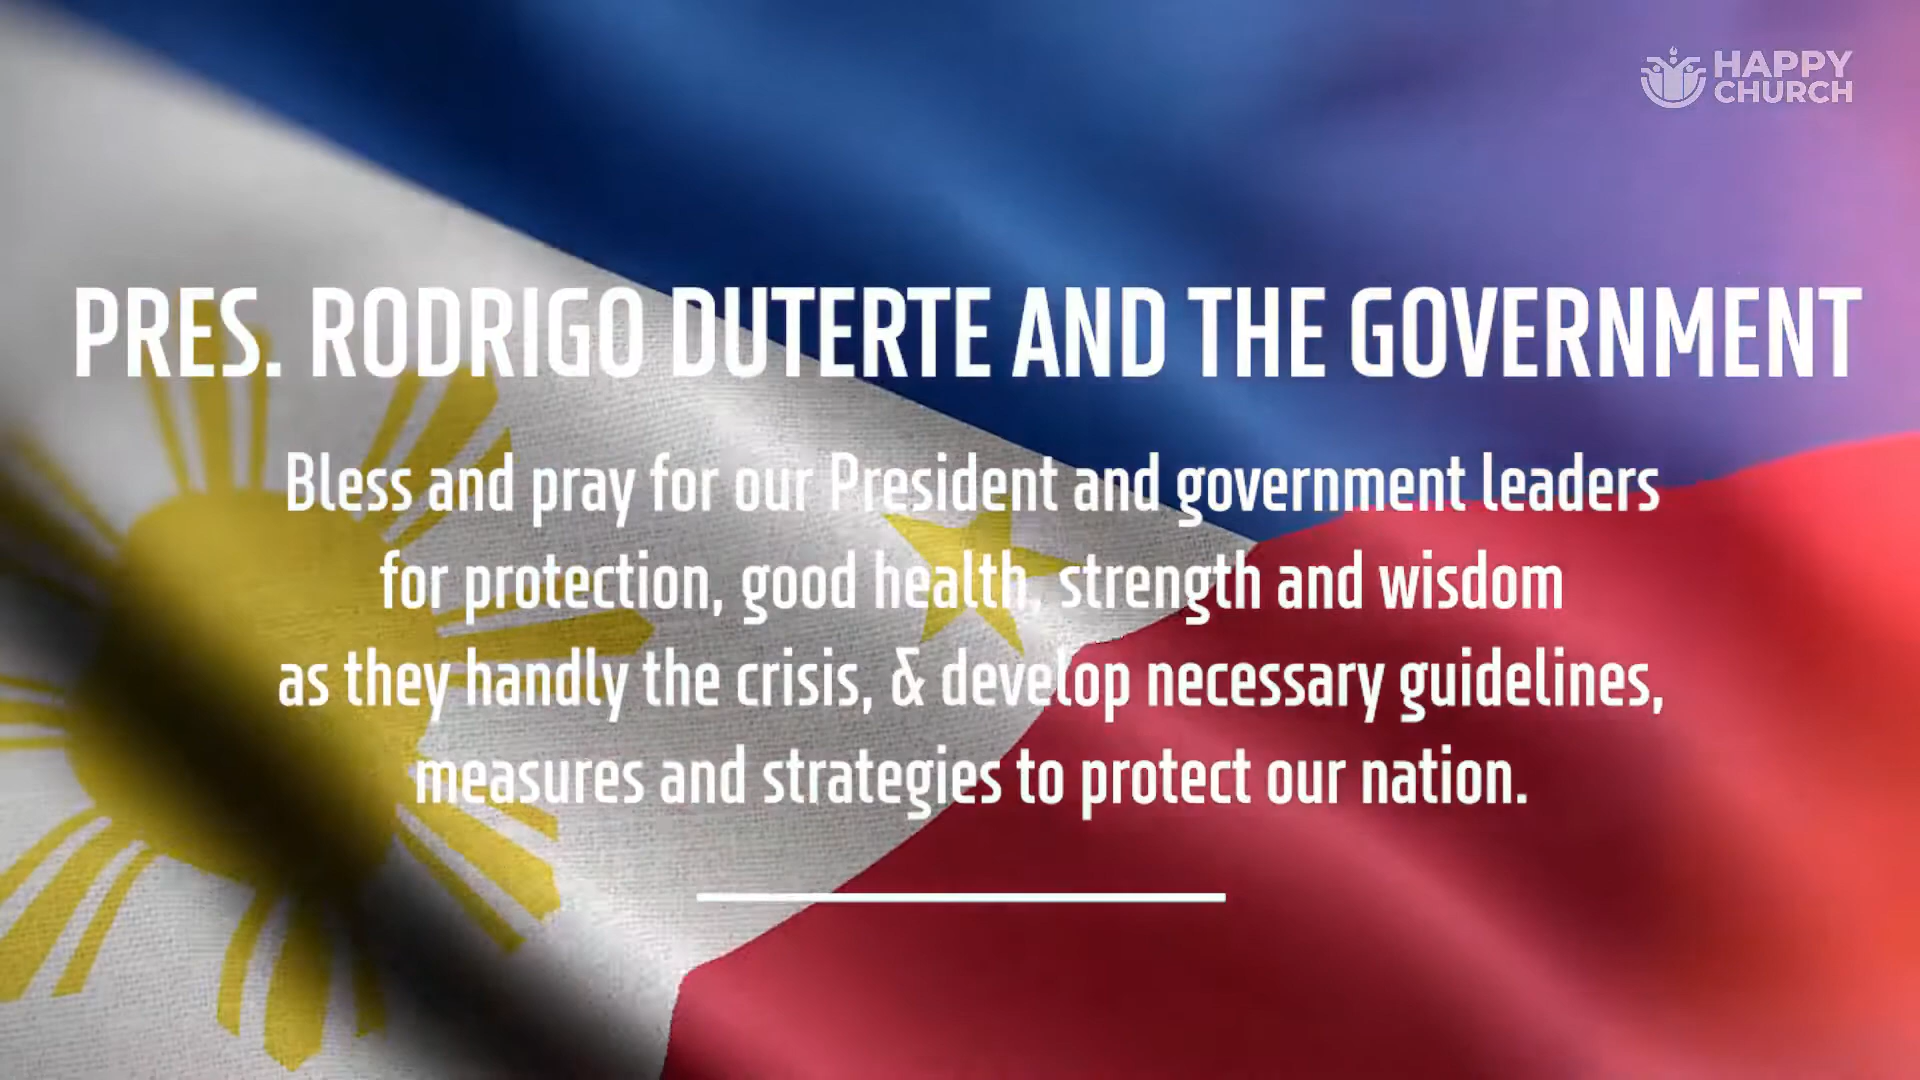 HAPPY
CHURCH
PRES. RODRIGO DUTERTE AND THE GOVERNMENT
Bless and pray for our President and government leaders
for protection, good health, strength and wisdom
as they handly the crisis, & develop necessary guidelines,
measures and strategies to protect our nation.